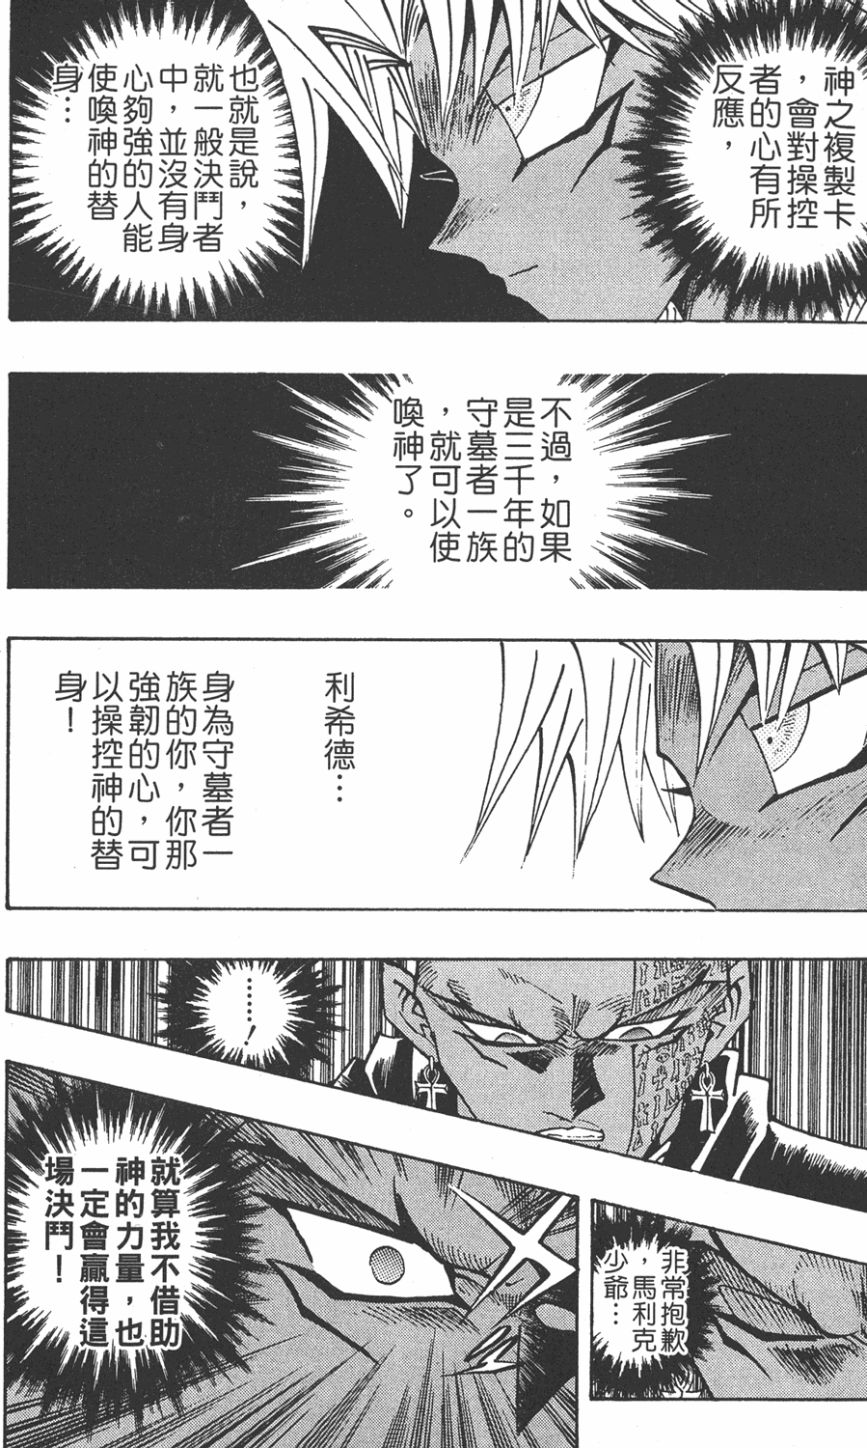 神之複製卡
，會對操控
者的心有所
反應，
也就是說，
就一般決鬥者
中，並沒有身
心夠強的人能
使喚神的替
身…
不過，如果
是三千年的
守墓者一族
，就可以使
喚神了。
利希德…
身為守墓者一
族的你，你那
強韌的心，可
以操控神的替
身！
……！
非常抱歉
，馬利克
少爺…
就算我不借助
神的力量，也
一定會贏得這
場決鬥！